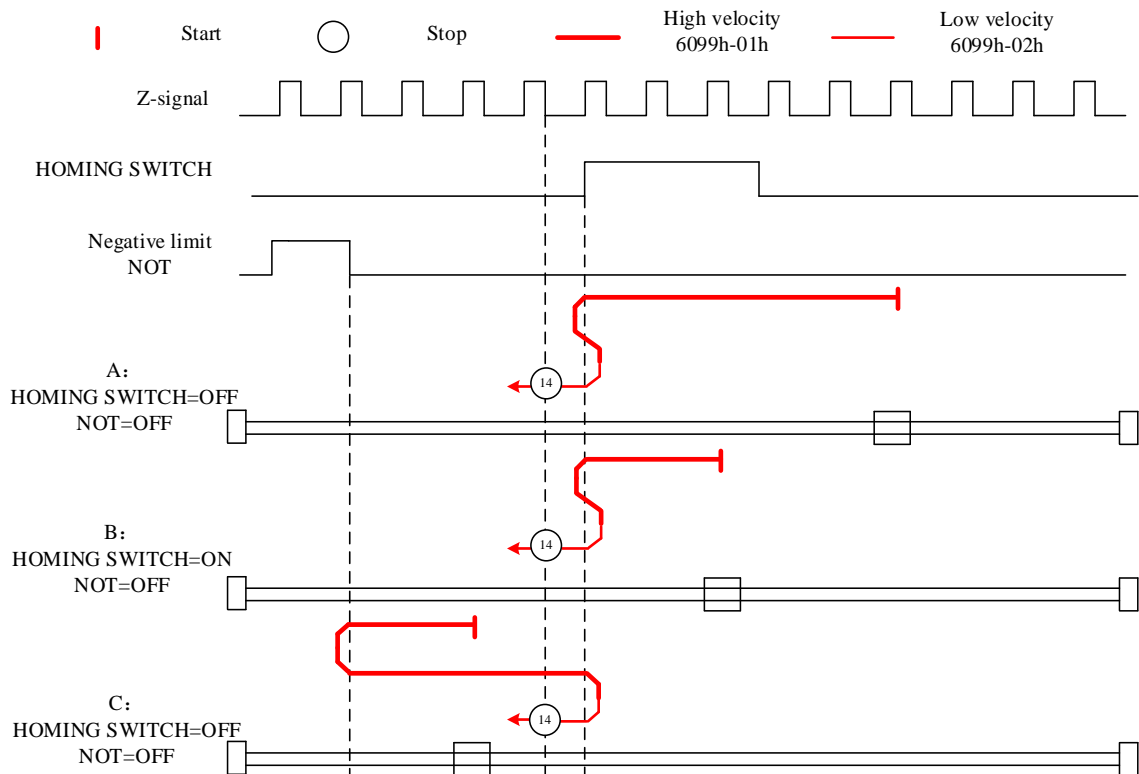 Start
Stop
High velocity
6099h-01h
Low velocity
6099h-02h
Z-signal
HOMING SWITCH
Negative limit
NOT
A：
HOMING SWITCH=OFF
NOT=OFF
14
B：
HOMING SWITCH=ON
NOT=OFF
14
C：
HOMING SWITCH=OFF
NOT=OFF
14